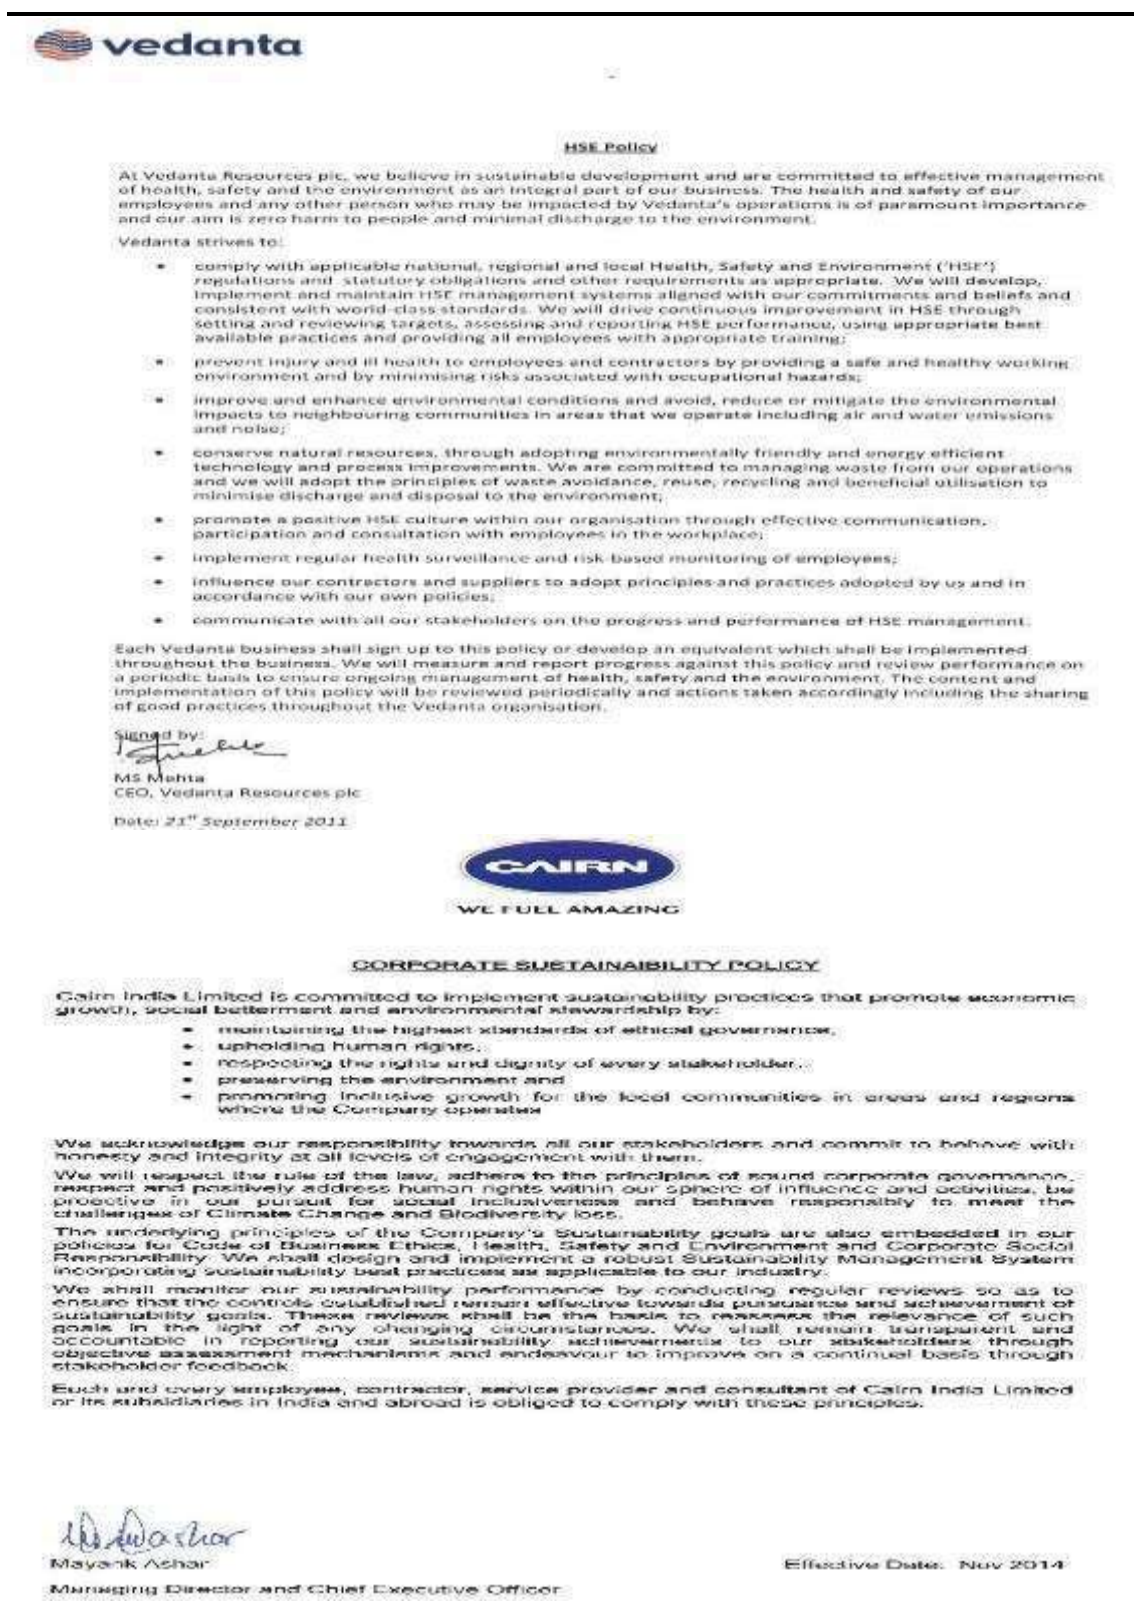 vedanta
HSE Policy
At Vedanta Resources plc, we believe in sustainable development and are committed to effective management
of health, safety and the environment as an integral part of our business. The health and safety of our
employees and any other person who may be impacted by Vedanta's operations is of paramount importance
and our aim is zero harm to people and minimal discharge to the environment.
Vedanta strives to:
• comply with applicable national, regional and local Health, Safety and Environment ('HSE')
regulations and statutory obligations and other requirements as appropriate. We will develop,
implement and maintain HSE management systems aligned with our commitments and beliefs and
consistent with world-class standards. We will drive continuous improvement in HSE through
setting and reviewing targets, assessing and reporting HSE performance, using appropriate best
available practices and providing all employees with appropriate training;
• prevent injury and ill health to employees and contractors by providing a safe and healthy working
environment and by minimising risks associated with occupational hazards;
• improve and enhance environmental conditions and avoid, reduce or mitigate the environmental
impacts to neighbouring communities in areas that we operate including air and water emissions
and noise;
• conserve natural resources, through adopting environmentally friendly and energy efficient
technology and process improvements. We are committed to managing waste from our operations
and we will adopt the principles of waste avoidance, reuse, recycling and beneficial utilisation to
minimise discharge and disposal to the environment;
• promote a positive HSE culture within our organisation through effective communication,
participation and consultation with employees in the workplace;
• implement regular health surveillance and risk-based monitoring of employees;
• influence our contractors and suppliers to adopt principles and practices adopted by us and in
accordance with our own policies;
• communicate with all our stakeholders on the progress and performance of HSE management.
Each Vedanta business shall sign up to this policy or develop an equivalent which shall be implemented
throughout the business. We will measure and report progress against this policy and review performance on
a periodic basis to ensure ongoing management of health, safety and the environment. The content and
implementation of this policy will be reviewed periodically and actions taken accordingly including the sharing
of good practices throughout the Vedanta organisation.
Signed by:
MS Mehta
CEO, Vedanta Resources plc
Date: 21st September 2011
CAIRN
WE FUEL AMAZING
CORPORATE SUSTAINAIBILITY POLICY
Cairn India Limited is committed to implement sustainability practices that promote economic
growth, social betterment and environmental stewardship by:
• maintaining the highest standards of ethical governance,
• upholding human rights,
• respecting the rights and dignity of every stakeholder,
• preserving the environment and
• promoting inclusive growth for the local communities in areas and regions
where the Company operates
We acknowledge our responsibility towards all our stakeholders and commit to behave with
honesty and integrity at all levels of engagement with them.
We will respect the rule of the law, adhere to the principles of sound corporate governance,
respect and positively address human rights within our sphere of influence and activities, be
proactive in our pursuit for social inclusiveness and behave responsibly to meet the
challenges of Climate Change and Biodiversity loss.
The underlying principles of the Company's Sustainability goals are also embedded in our
policies for Code of Business Ethics, Health, Safety and Environment and Corporate Social
Responsibility. We shall design and implement a robust Sustainability Management System
incorporating sustainability best practices as applicable to our industry.
We shall monitor our sustainability performance by conducting regular reviews so as to
ensure that the controls established remain effective towards pursuance and achievement of
sustainability goals. These reviews shall be the basis to reassess the relevance of such
goals in the light of any changing circumstances. We shall remain transparent and
accountable in reporting our sustainability achievements to our stakeholders through
objective assessment mechanisms and endeavour to improve on a continual basis through
stakeholder feedback.
Each and every employee, contractor, service provider and consultant of Cairn India Limited
or its subsidiaries in India and abroad is obliged to comply with these principles.
Mayank Ashar
Effective Date: Nov 2014
Managing Director and Chief Executive Officer